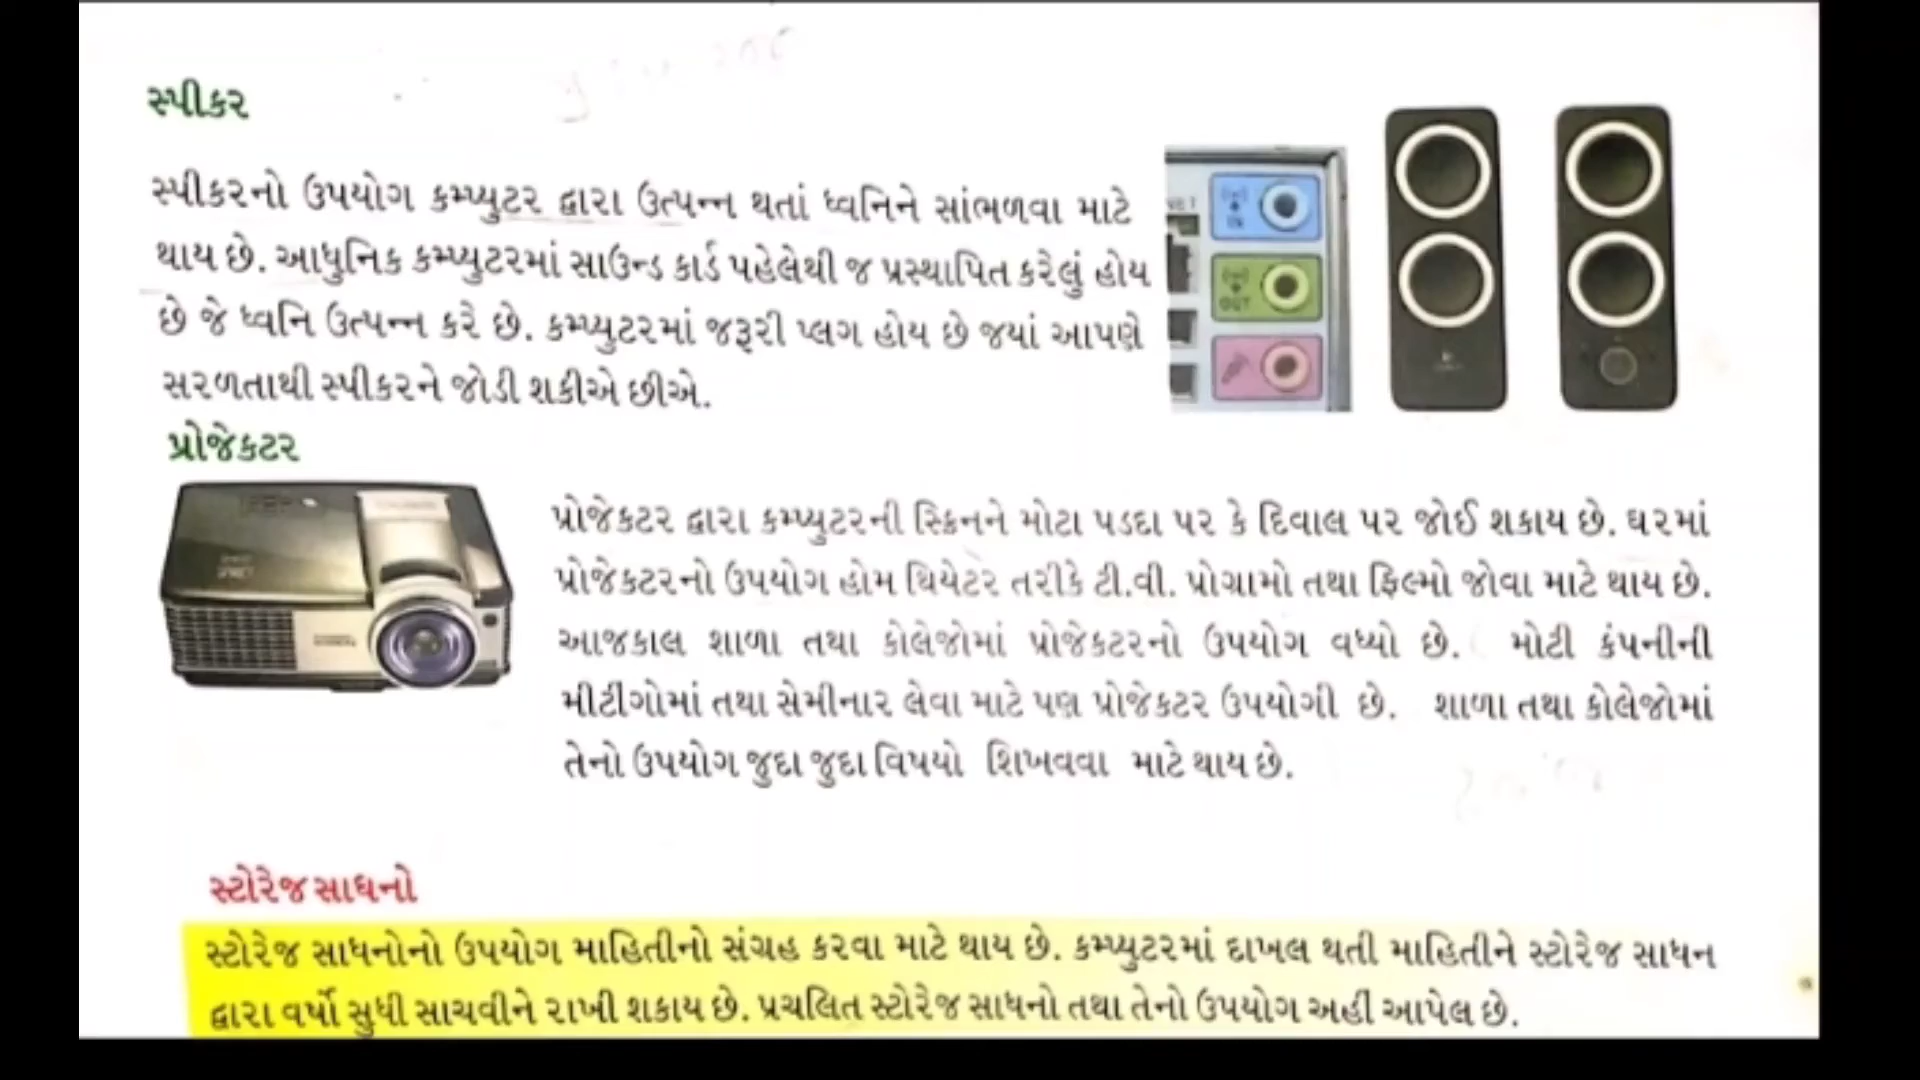 સ્પીકર
સ્પીકરનો ઉપયોગ કમ્પ્યુટર દ્વારા ઉત્પન્ન થતાં ધ્વનિને સાંભળવા માટે
થાય છે. આધુનિક કમ્પ્યુટરમાં સાઉન્ડ કાર્ડ પહેલેથી જ પ્રસ્થાપિત કરેલું હોય
છે જે ધ્વનિ ઉત્પન્ન કરે છે. કમ્પ્યુટરમાં જરૂરી પ્લગ હોય છે જયાં આપણે
સરળતાથી સ્પીકરને જોડી શકીએ છીએ.
IN
OUT
પ્રોજેક્ટર
પ્રોજેક્ટર દ્વારા કમ્પ્યુટરની સ્ક્રિનને મોટા પડદા પર કે દિવાલ પર જોઈ શકાય છે. ઘરમાં
પ્રોજેક્ટરનો ઉપયોગ હોમ થિયેટર તરીકે ટી.વી. પ્રોગ્રામો તથા ફિલ્મો જોવા માટે થાય છે.
આજકાલ શાળા તથા કોલેજોમાં પ્રોજેક્ટરનો ઉપયોગ વધ્યો છે. મોટી કંપનીની
મીટીંગોમાં તથા સેમીનાર લેવા માટે પણ પ્રોજેક્ટર ઉપયોગી છે. શાળા તથા કોલેજોમાં
તેનો ઉપયોગ જુદા જુદા વિષયો શિખવવા માટે થાય છે.
સ્ટોરેજ સાધનો
સ્ટોરેજ સાધનોનો ઉપયોગ માહિતીનો સંગ્રહ કરવા માટે થાય છે. કમ્પ્યુટરમાં દાખલ થતી માહિતીને સ્ટોરેજ સાધન
દ્વારા વર્ષો સુધી સાચવીને રાખી શકાય છે. પ્રચલિત સ્ટોરેજ સાધનો તથા તેનો ઉપયોગ અહીં આપેલ છે.